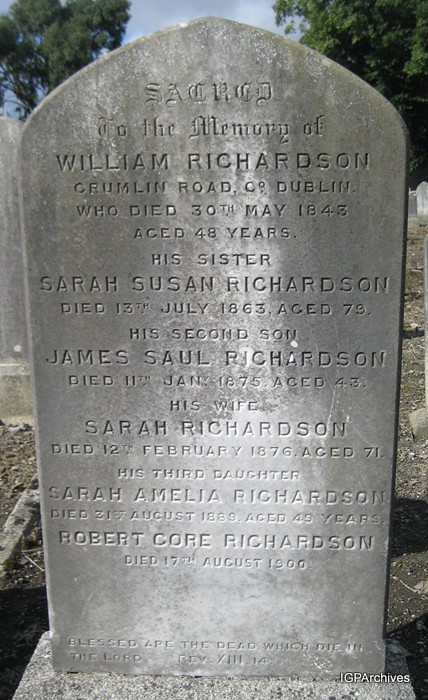 SACRED
To the Memory of
WILLIAM RICHARDSON
CRUMLIN ROAD, Co. DUBLIN.
WHO DIED 30TH MAY 1843
AGED 48 YEARS.
HIS SISTER
SARAH SUSAN RICHARDSON
DIED 13TH JULY 1863. AGED 79.
HIS SECOND SON
JAMES SAUL RICHARDSON
DIED 11TH JANY 1875. AGED 43.
HIS WIFE
SARAH RICHARDSON
DIED 12TH FEBRUARY 1876. AGED 71.
HIS THIRD DAUGHTER
SARAH AMELIA RICHARDSON
DIED 31ST AUGUST 1889. AGED 49 YEARS.
ROBERT GORE RICHARDSON
DIED 17TH AUGUST 1900.
BLESSED ARE THE DEAD WHICH DIE IN
THE LORD REV. XIII. 14.
IGPArchives